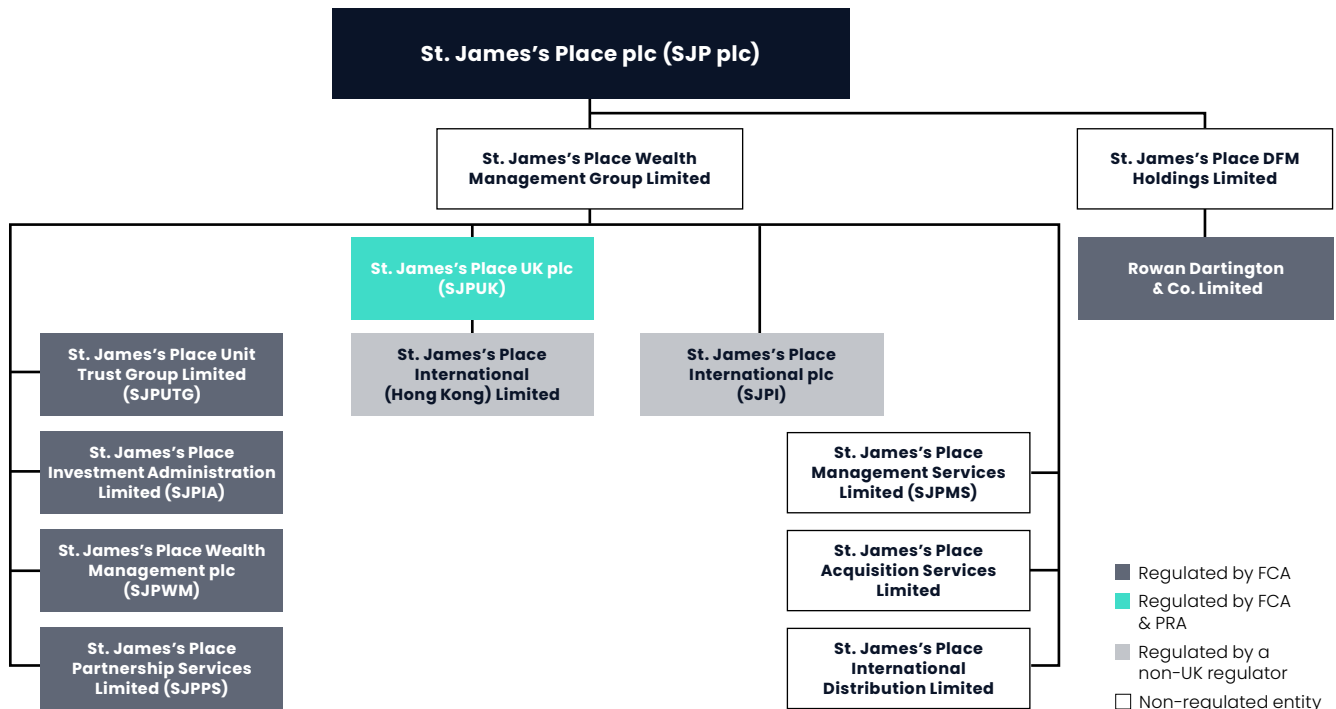 St. James’s Place plc (SJP plc)
St. James’s Place Wealth
Management Group Limited
St. James’s Place DFM
Holdings Limited
St. James’s Place UK plc
(SJPUK)
Rowan Dartington
& Co. Limited
St. James’s Place Unit
Trust Group Limited
(SJPUTG)
St. James’s Place
International
(Hong Kong) Limited
St. James’s Place
International plc
(SJPI)
St. James’s Place
Investment Administration
Limited (SJPIA)
St. James’s Place
Management Services
Limited (SJPMS)
St. James’s Place Wealth
Management plc
(SJPWM)
St. James’s Place
Acquisition Services
Limited
St. James’s Place
Partnership Services
Limited (SJPPS)
St. James’s Place
International
Distribution Limited
Regulated by FCA
Regulated by FCA
& PRA
Regulated by a
non-UK regulator
Non-regulated entity